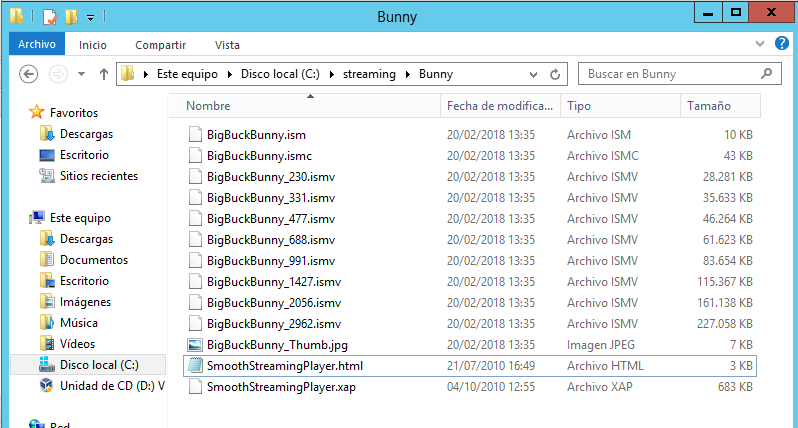 Bunny
Archivo Inicio Compartir Vista
Este equipo Disco local (C:) streaming Bunny Buscar en Bunny
Favoritos
Descargas
Escritorio
Sitios recientes
Este equipo
Descargas
Documentos
Escritorio
Imágenes
Música
Vídeos
Disco local (C:)
Unidad de CD (D:) V
Red
Nombre Fecha de modifica... Tipo Tamaño
BigBuckBunny.ism 20/02/2018 13:35 Archivo ISM 10 KB
BigBuckBunny.ismc 20/02/2018 13:35 Archivo ISMC 43 KB
BigBuckBunny_230.ismv 20/02/2018 13:35 Archivo ISMV 28.281 KB
BigBuckBunny_331.ismv 20/02/2018 13:35 Archivo ISMV 35.633 KB
BigBuckBunny_477.ismv 20/02/2018 13:35 Archivo ISMV 46.264 KB
BigBuckBunny_688.ismv 20/02/2018 13:35 Archivo ISMV 61.623 KB
BigBuckBunny_991.ismv 20/02/2018 13:35 Archivo ISMV 83.654 KB
BigBuckBunny_1427.ismv 20/02/2018 13:35 Archivo ISMV 115.367 KB
BigBuckBunny_2056.ismv 20/02/2018 13:35 Archivo ISMV 161.138 KB
BigBuckBunny_2962.ismv 20/02/2018 13:35 Archivo ISMV 227.058 KB
BigBuckBunny_Thumb.jpg 20/02/2018 13:35 Imagen JPEG 7 KB
SmoothStreamingPlayer.html 21/07/2010 16:49 Archivo HTML 3 KB
SmoothStreamingPlayer.xap 04/10/2010 12:55 Archivo XAP 683 KB